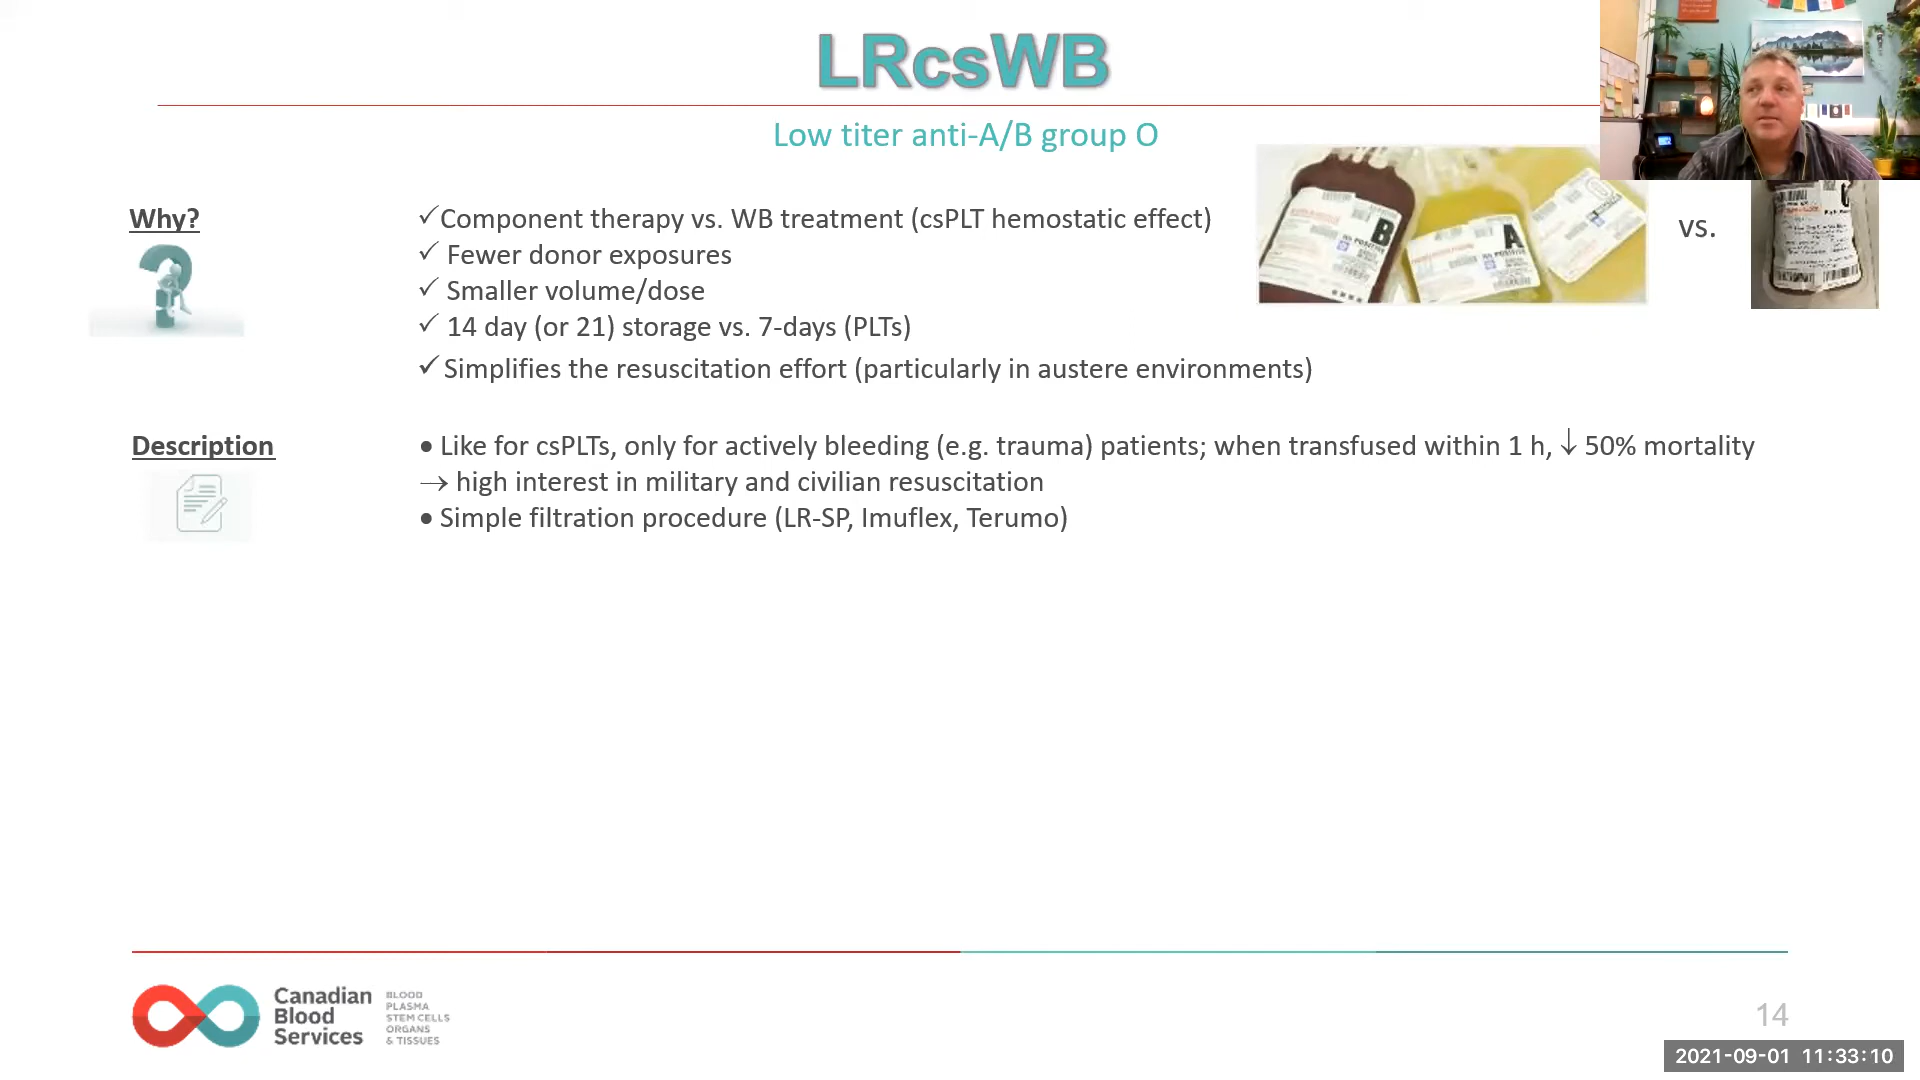 LRcsWB
Low titer anti-A/B group O
Why?
✓Component therapy vs. WB treatment (csPLT hemostatic effect)
✓ Fewer donor exposures
✓ Smaller volume/dose
✓ 14 day (or 21) storage vs. 7-days (PLTs)
✓Simplifies the resuscitation effort (particularly in austere environments)
B
Rh POSITIVE
A
Rh POSITIVE
vs.
Description
• Like for csPLTs, only for actively bleeding (e.g. trauma) patients; when transfused within 1 h, ↓ 50% mortality
→ high interest in military and civilian resuscitation
• Simple filtration procedure (LR-SP, Imuflex, Terumo)
Canadian
Blood
Services
BLOOD
PLASMA
STEM CELLS
ORGANS
& TISSUES
14
2021-09-01 11:33:10